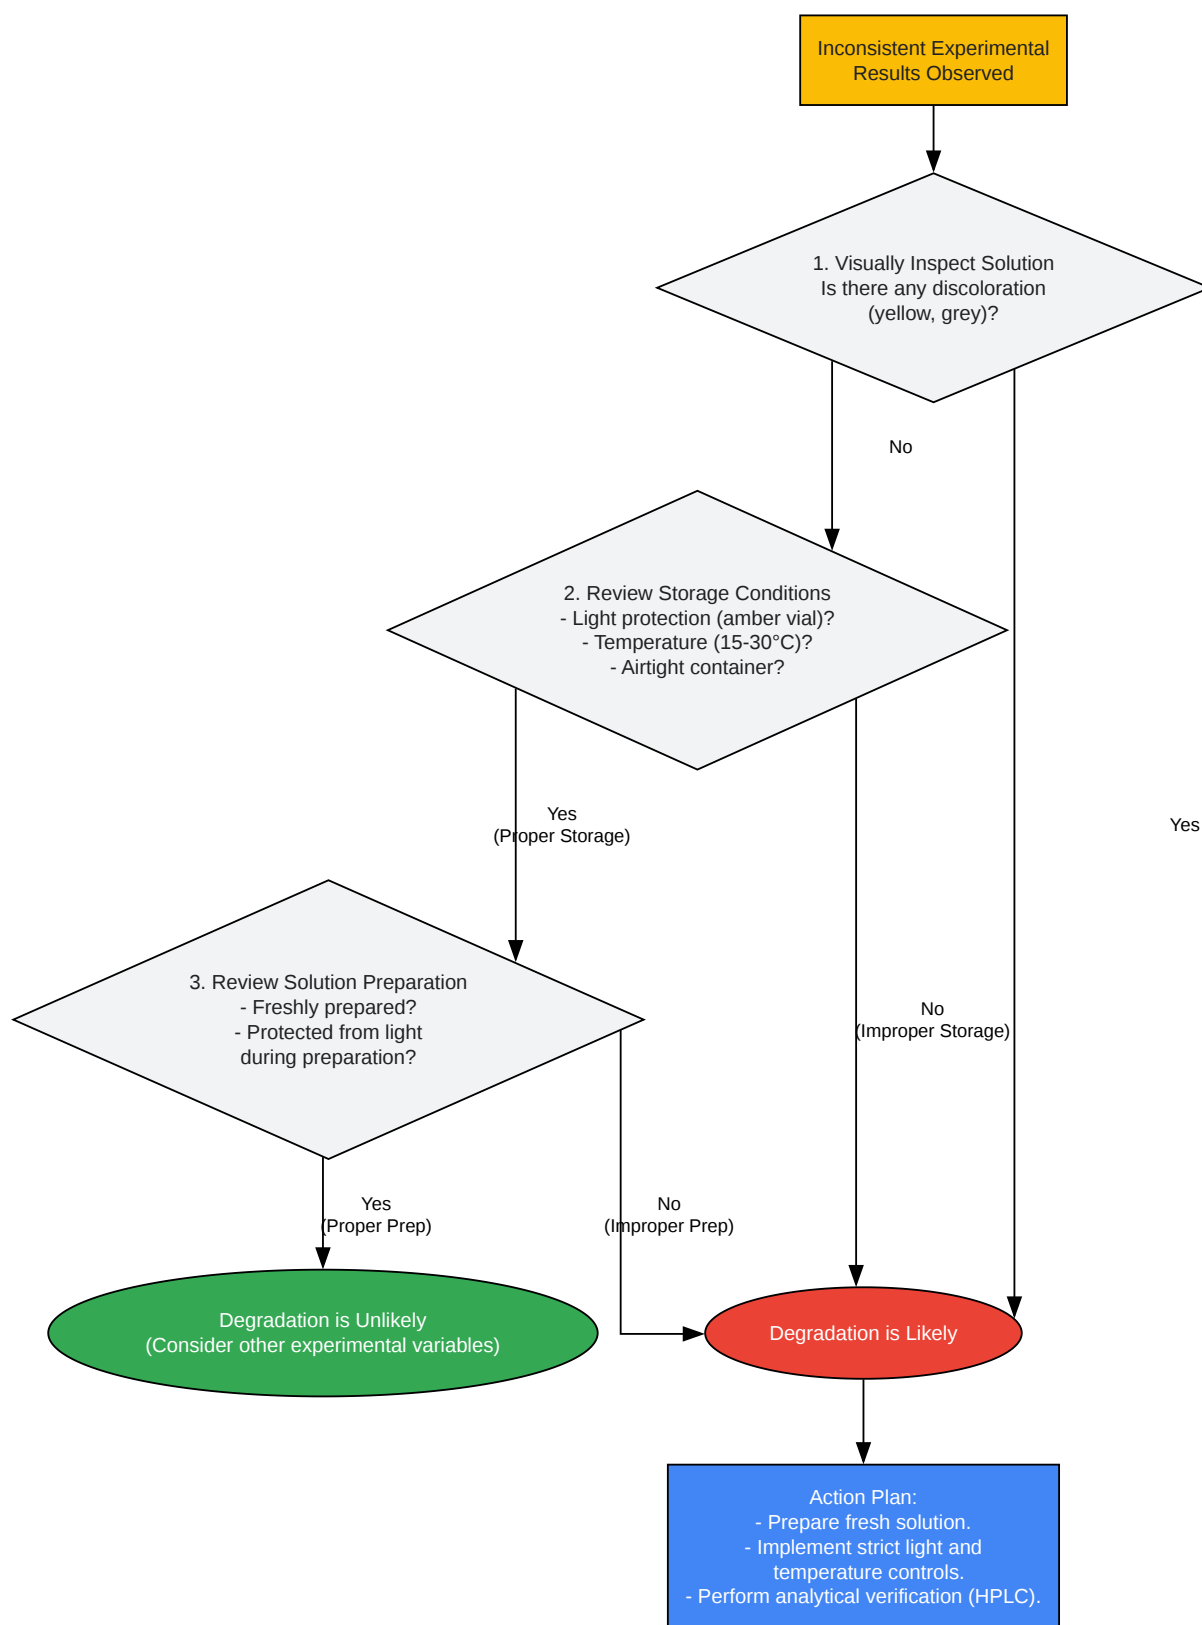 Inconsistent Experimental
Results Observed
1. Visually Inspect Solution
Is there any discoloration
(yellow, grey)?
No
2. Review Storage Conditions
- Light protection (amber vial)?
- Temperature (15-30°C)?
- Airtight container?
Yes
(Proper Storage)
Yes
3. Review Solution Preparation
- Freshly prepared?
- Protected from light
during preparation?
No
(Improper Storage)
Yes
(Proper Prep)
No
(Improper Prep)
Degradation is Unlikely
(Consider other experimental variables)
Degradation is Likely
Action Plan:
- Prepare fresh solution.
- Implement strict light and
temperature controls.
- Perform analytical verification (HPLC).